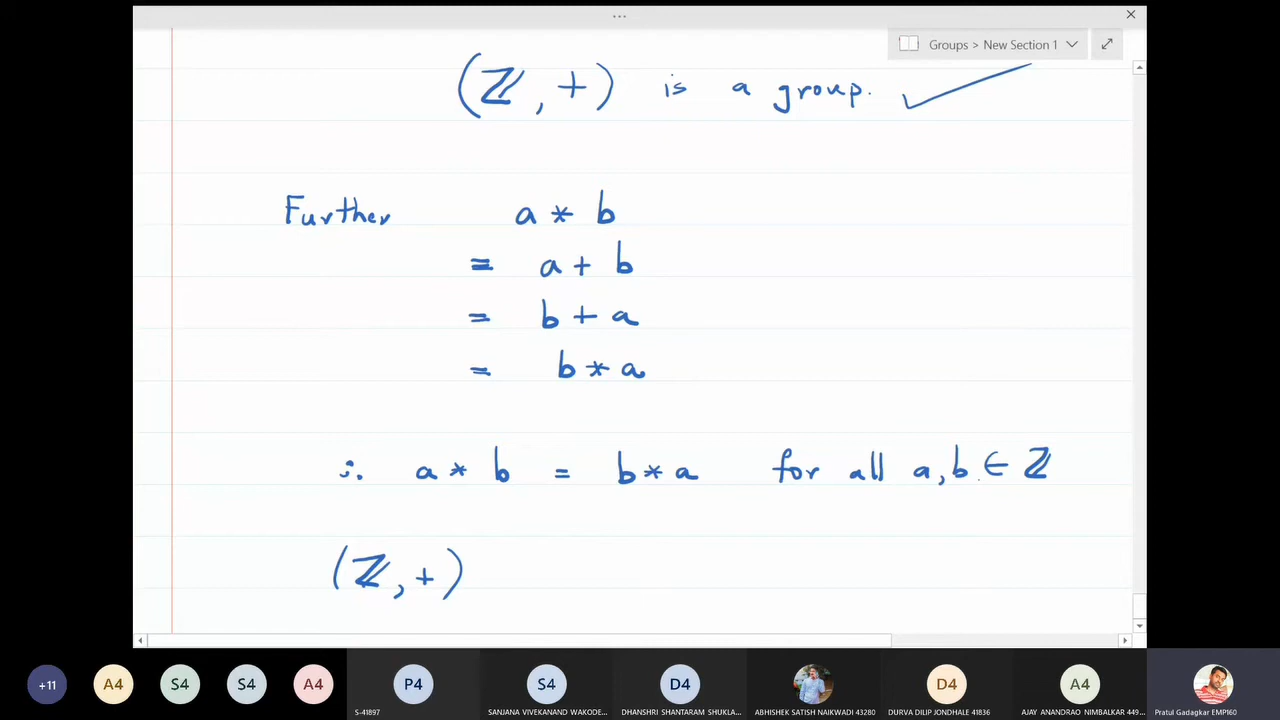 Groups > New Section 1
(ℤ, +) is a group.
Further a * b
= a + b
= b + a
= b * a
∴ a * b = b * a for all a, b ∈ ℤ
(ℤ, +)
+11
A4
S4
S4
A4
P4
S4
D4
D4
A4
S-41897
SANJANA VIVEKANAND WAKODE...
DHANSHRI SHANTARAM SHUKLA...
ABHISHEK SATISH NAIKWADI 43280
DURVA DILIP JONDHALE 41836
AJAY ANANDRAO NIMBALKAR 449...
Pratul Gadagkar EMP160